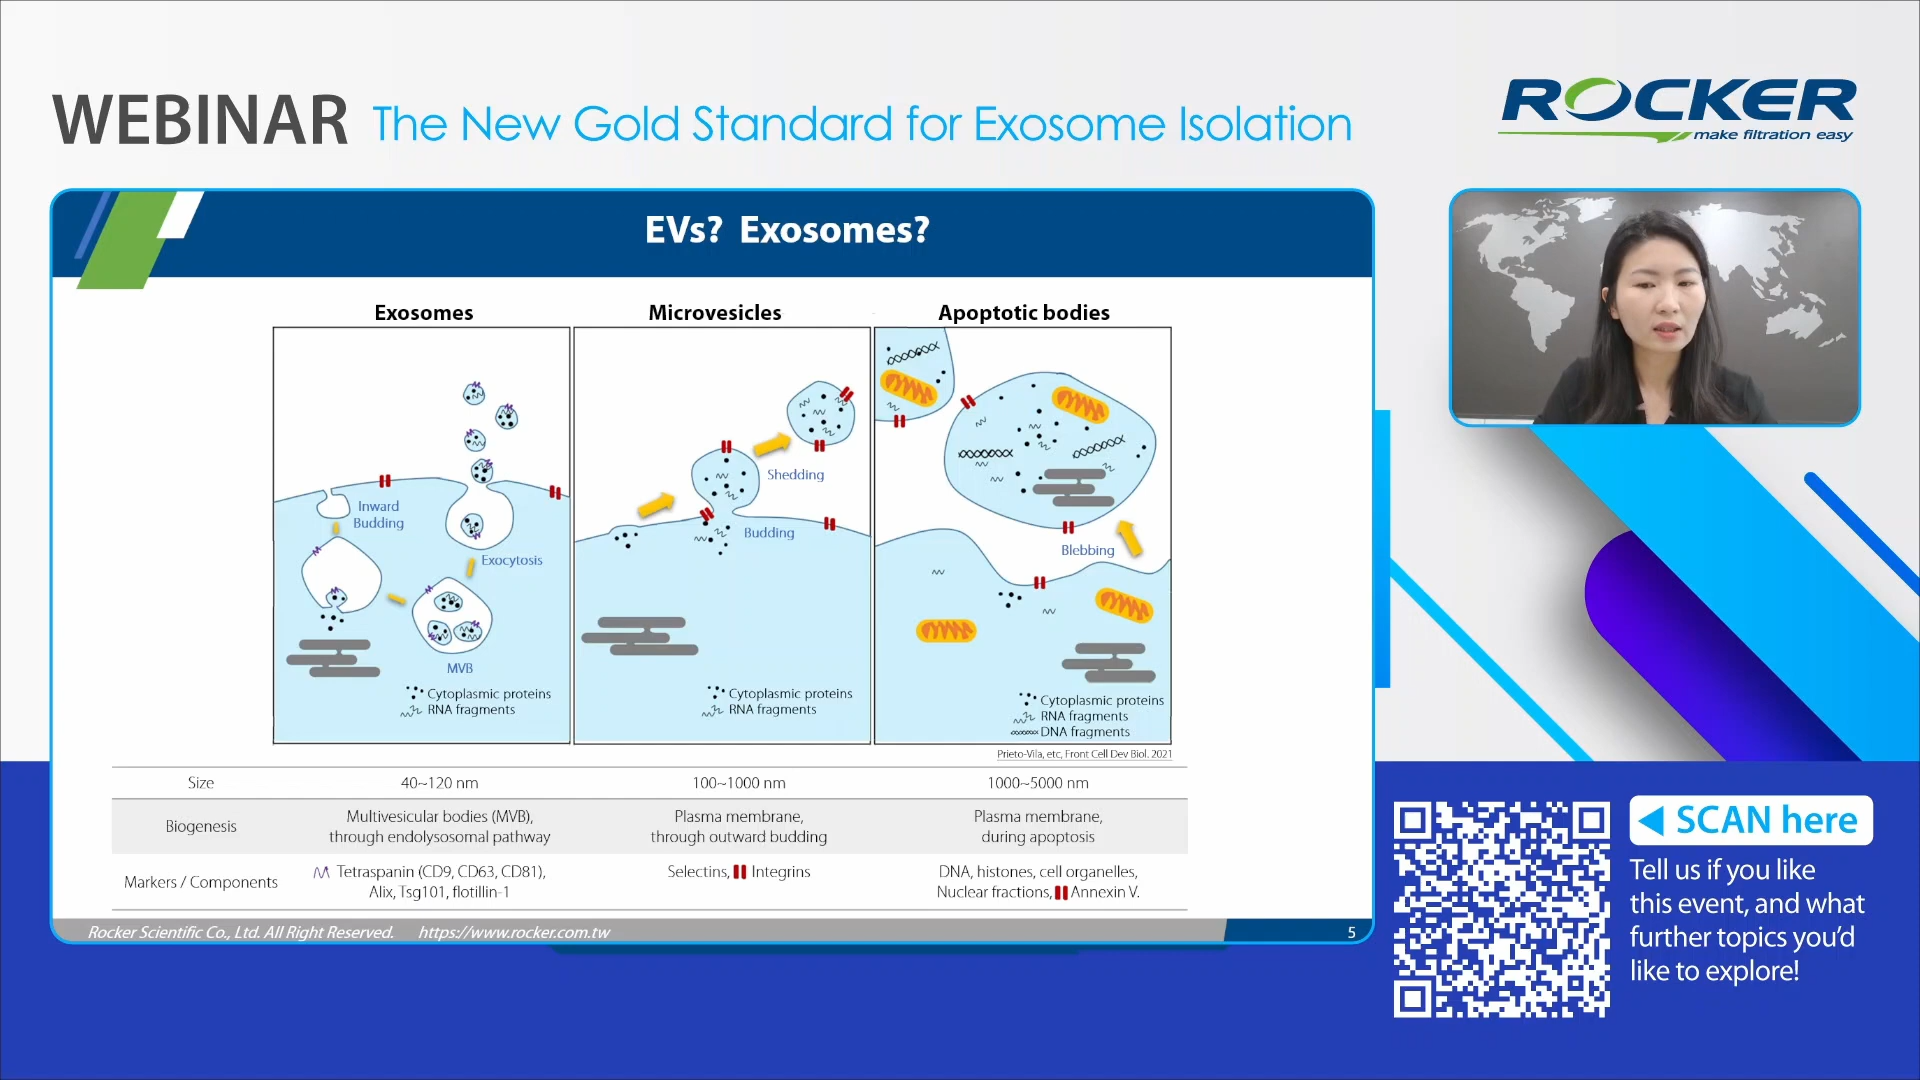 WEBINAR The New Gold Standard for Exosome Isolation
ROCKER
make filtration easy
EVs? Exosomes?
Exosomes
Microvesicles
Apoptotic bodies
Inward
Budding
Exocytosis
MVB
Cytoplasmic proteins
RNA fragments
Shedding
Budding
Cytoplasmic proteins
RNA fragments
Blebbing
Cytoplasmic proteins
RNA fragments
DNA fragments
Prieto-Vila, etc, Front Cell Dev Biol. 2021
Size 40~120 nm 100~1000 nm 1000~5000 nm
Biogenesis
Multivesicular bodies (MVB),
through endolysosomal pathway
Plasma membrane,
through outward budding
Plasma membrane,
during apoptosis
Markers / Components
Tetraspanin (CD9, CD63, CD81),
Alix, Tsg101, flotillin-1
Selectins, Integrins
DNA, histones, cell organelles,
Nuclear fractions, Annexin V.
Rocker Scientific Co., Ltd. All Right Reserved. https://www.rocker.com.tw
5
SCAN here
Tell us if you like
this event, and what
further topics you’d
like to explore!